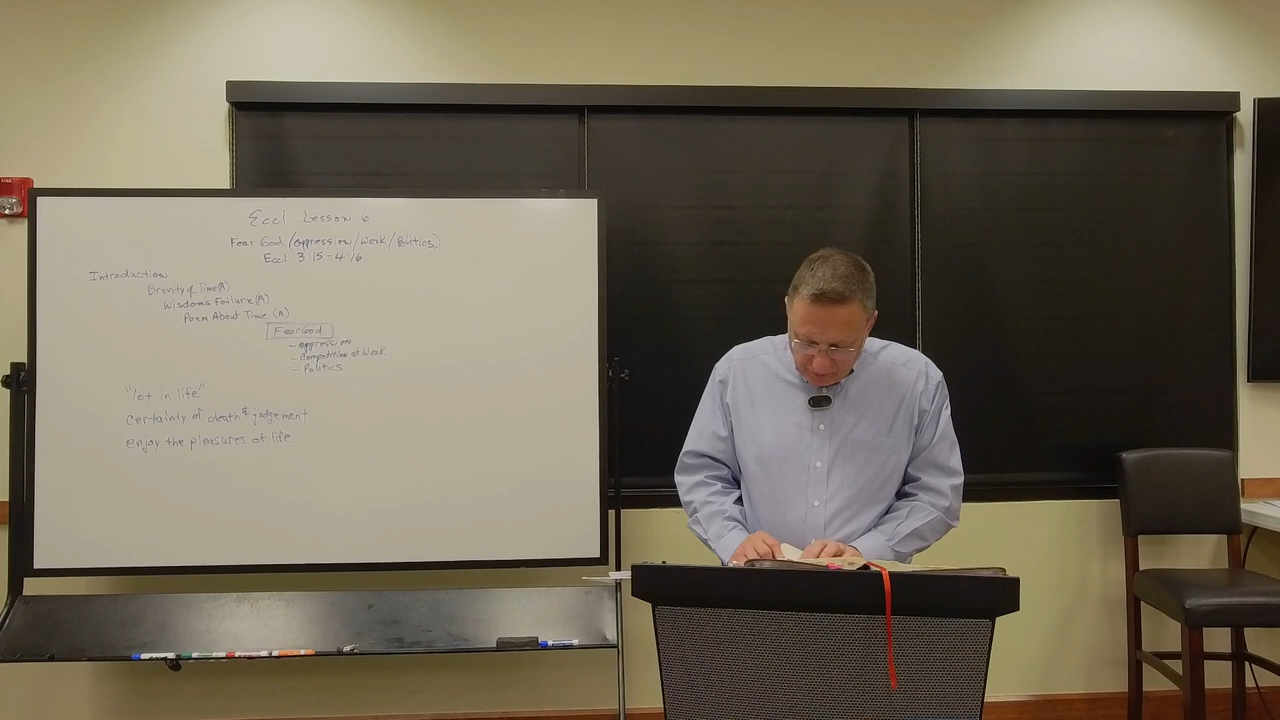 Eccl Lesson 6
Fear God (oppression/Work/Politics)
Eccl. 3:15-4:16
Introduction
Brevity of Time (A)
Wisdoms Failure (A)
Poem About Time (A)
Fear God
- oppression
- Competition at Work
- Politics
"lot in life"
Certainty of death & judgement
enjoy the pleasures of life
FIRE